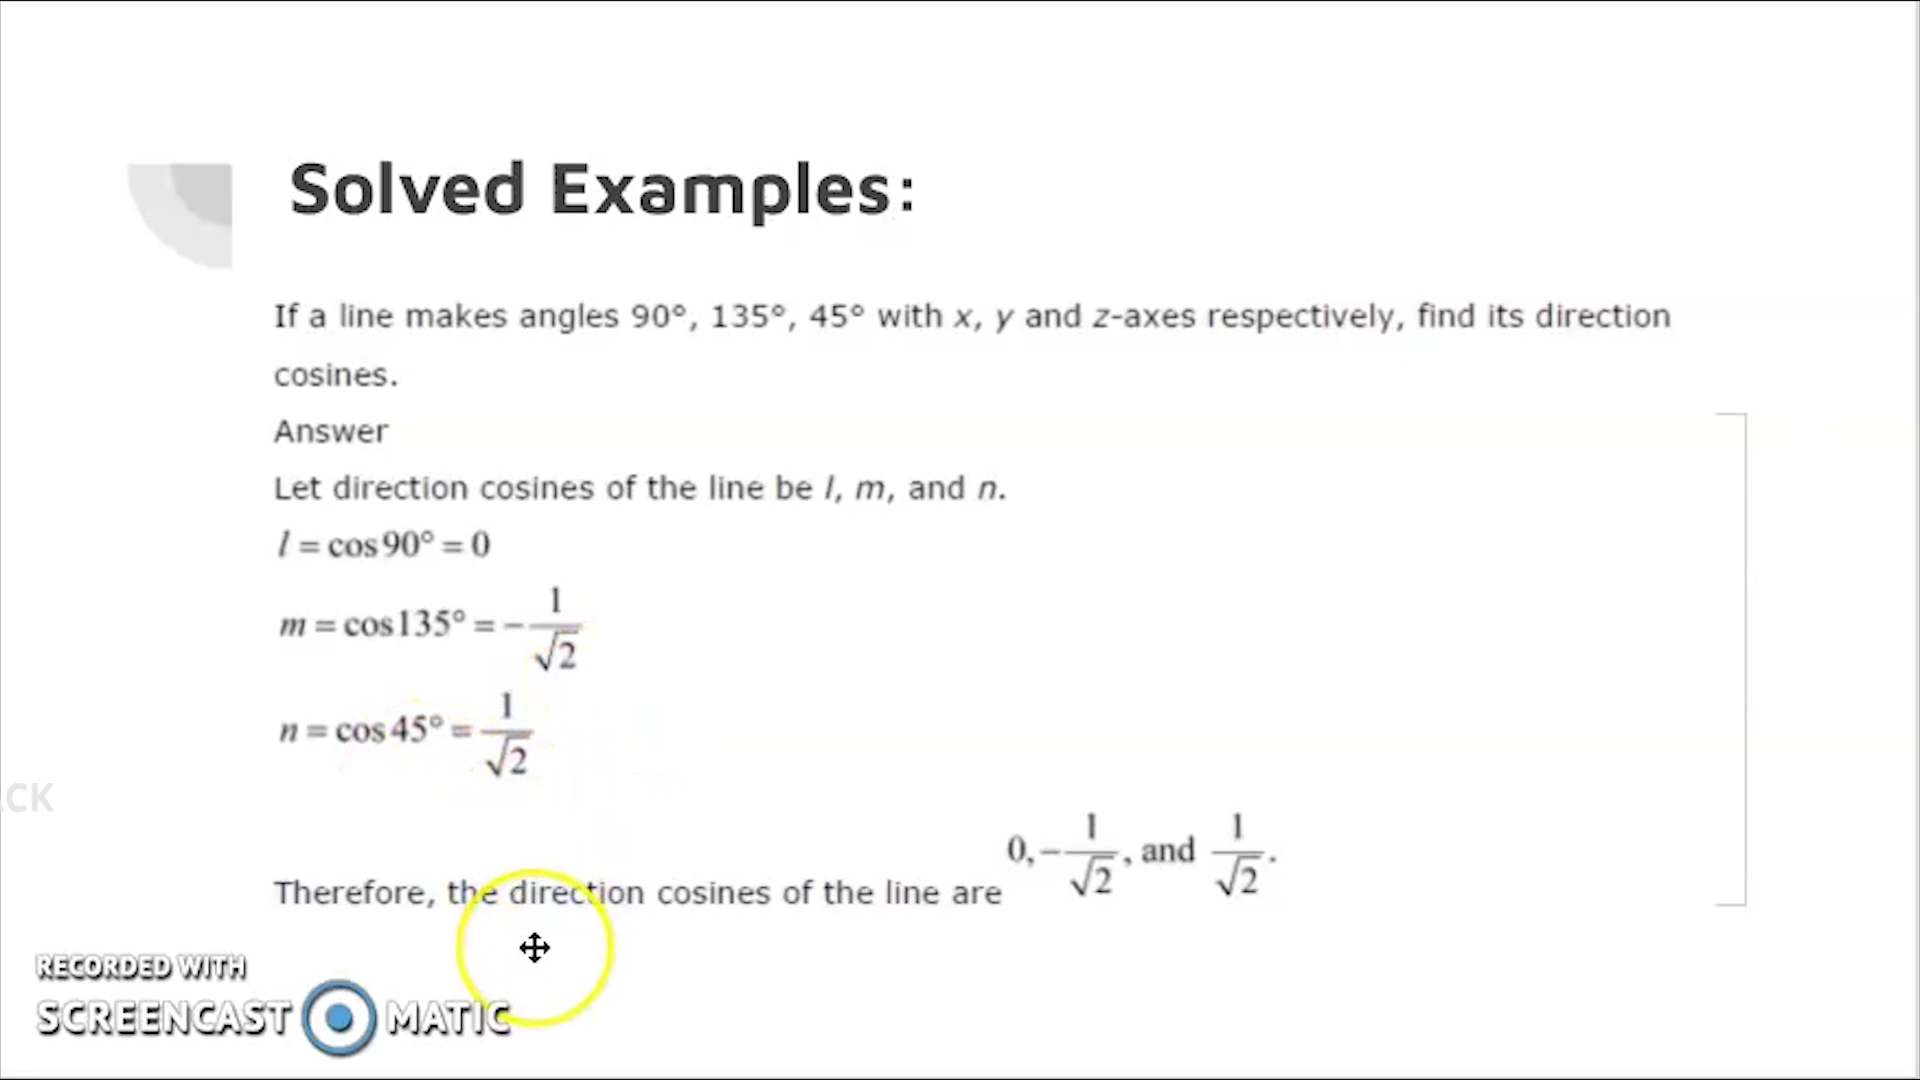 Solved Examples:
If a line makes angles 90°, 135°, 45° with x, y and z-axes respectively, find its direction
cosines.
Answer
Let direction cosines of the line be l, m, and n.
l = cos 90° = 0
m = cos 135° = -1/√2
n = cos 45° = 1/√2
Therefore, the direction cosines of the line are 0, -1/√2, and 1/√2.
RECORDED WITH
SCREENCAST MATIC